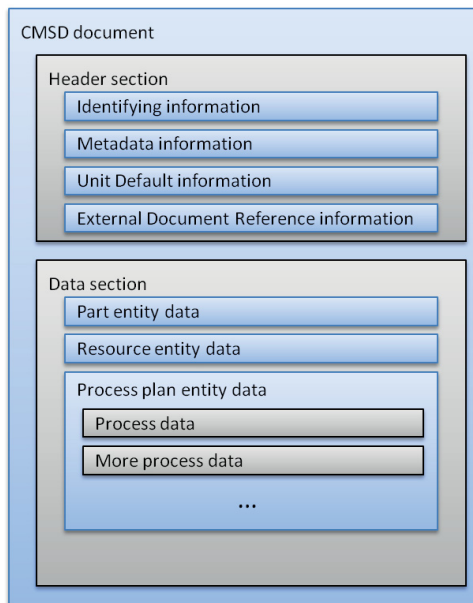 CMSD document
Header section
Identifying information
Metadata information
Unit Default information
External Document Reference information
Data section
Part entity data
Resource entity data
Process plan entity data
Process data
More process data
...